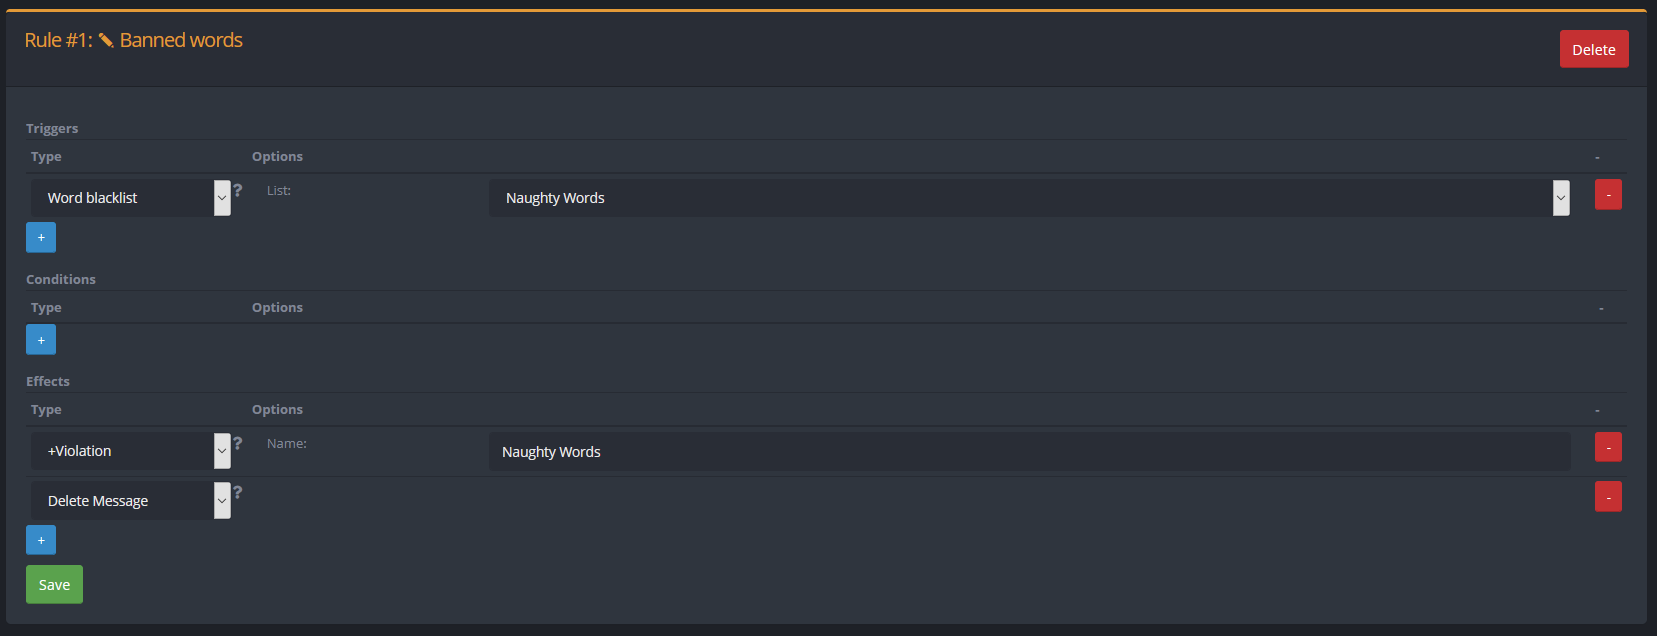 Rule #1: Banned words
Delete
Triggers
Type Options -
Word blacklist ? List: Naughty Words -
+
Conditions
Type Options -
+
Effects
Type Options -
+Violation ? Name: Naughty Words -
Delete Message ? -
+
Save